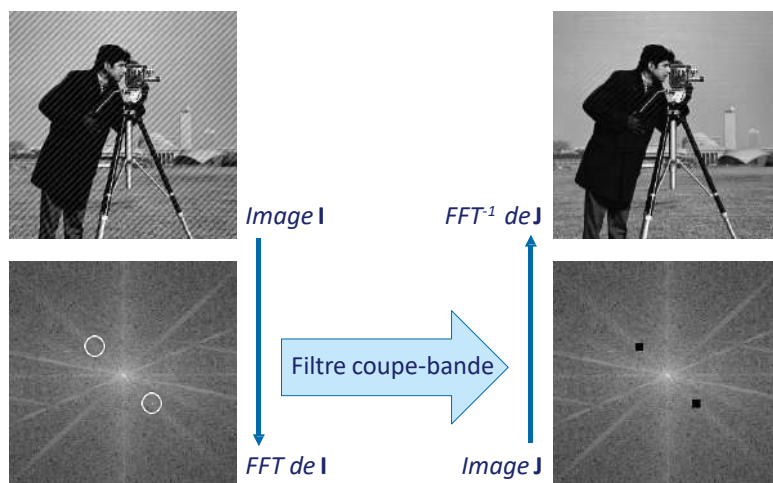 Image I
FFT⁻¹ de J
Filtre coupe-bande
FFT de I
Image J